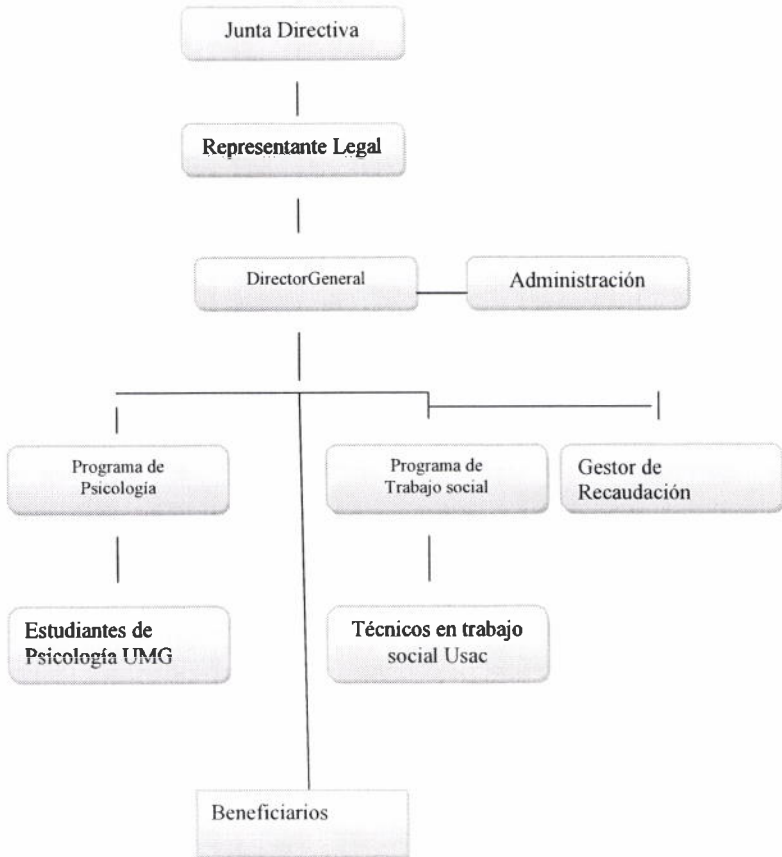 Junta Directiva
Representante Legal
DirectorGeneral
Administración
Programa de
Psicología
Programa de
Trabajo social
Gestor de
Recaudación
Estudiantes de
Psicología UMG
Técnicos en trabajo
social Usac
Beneficiarios